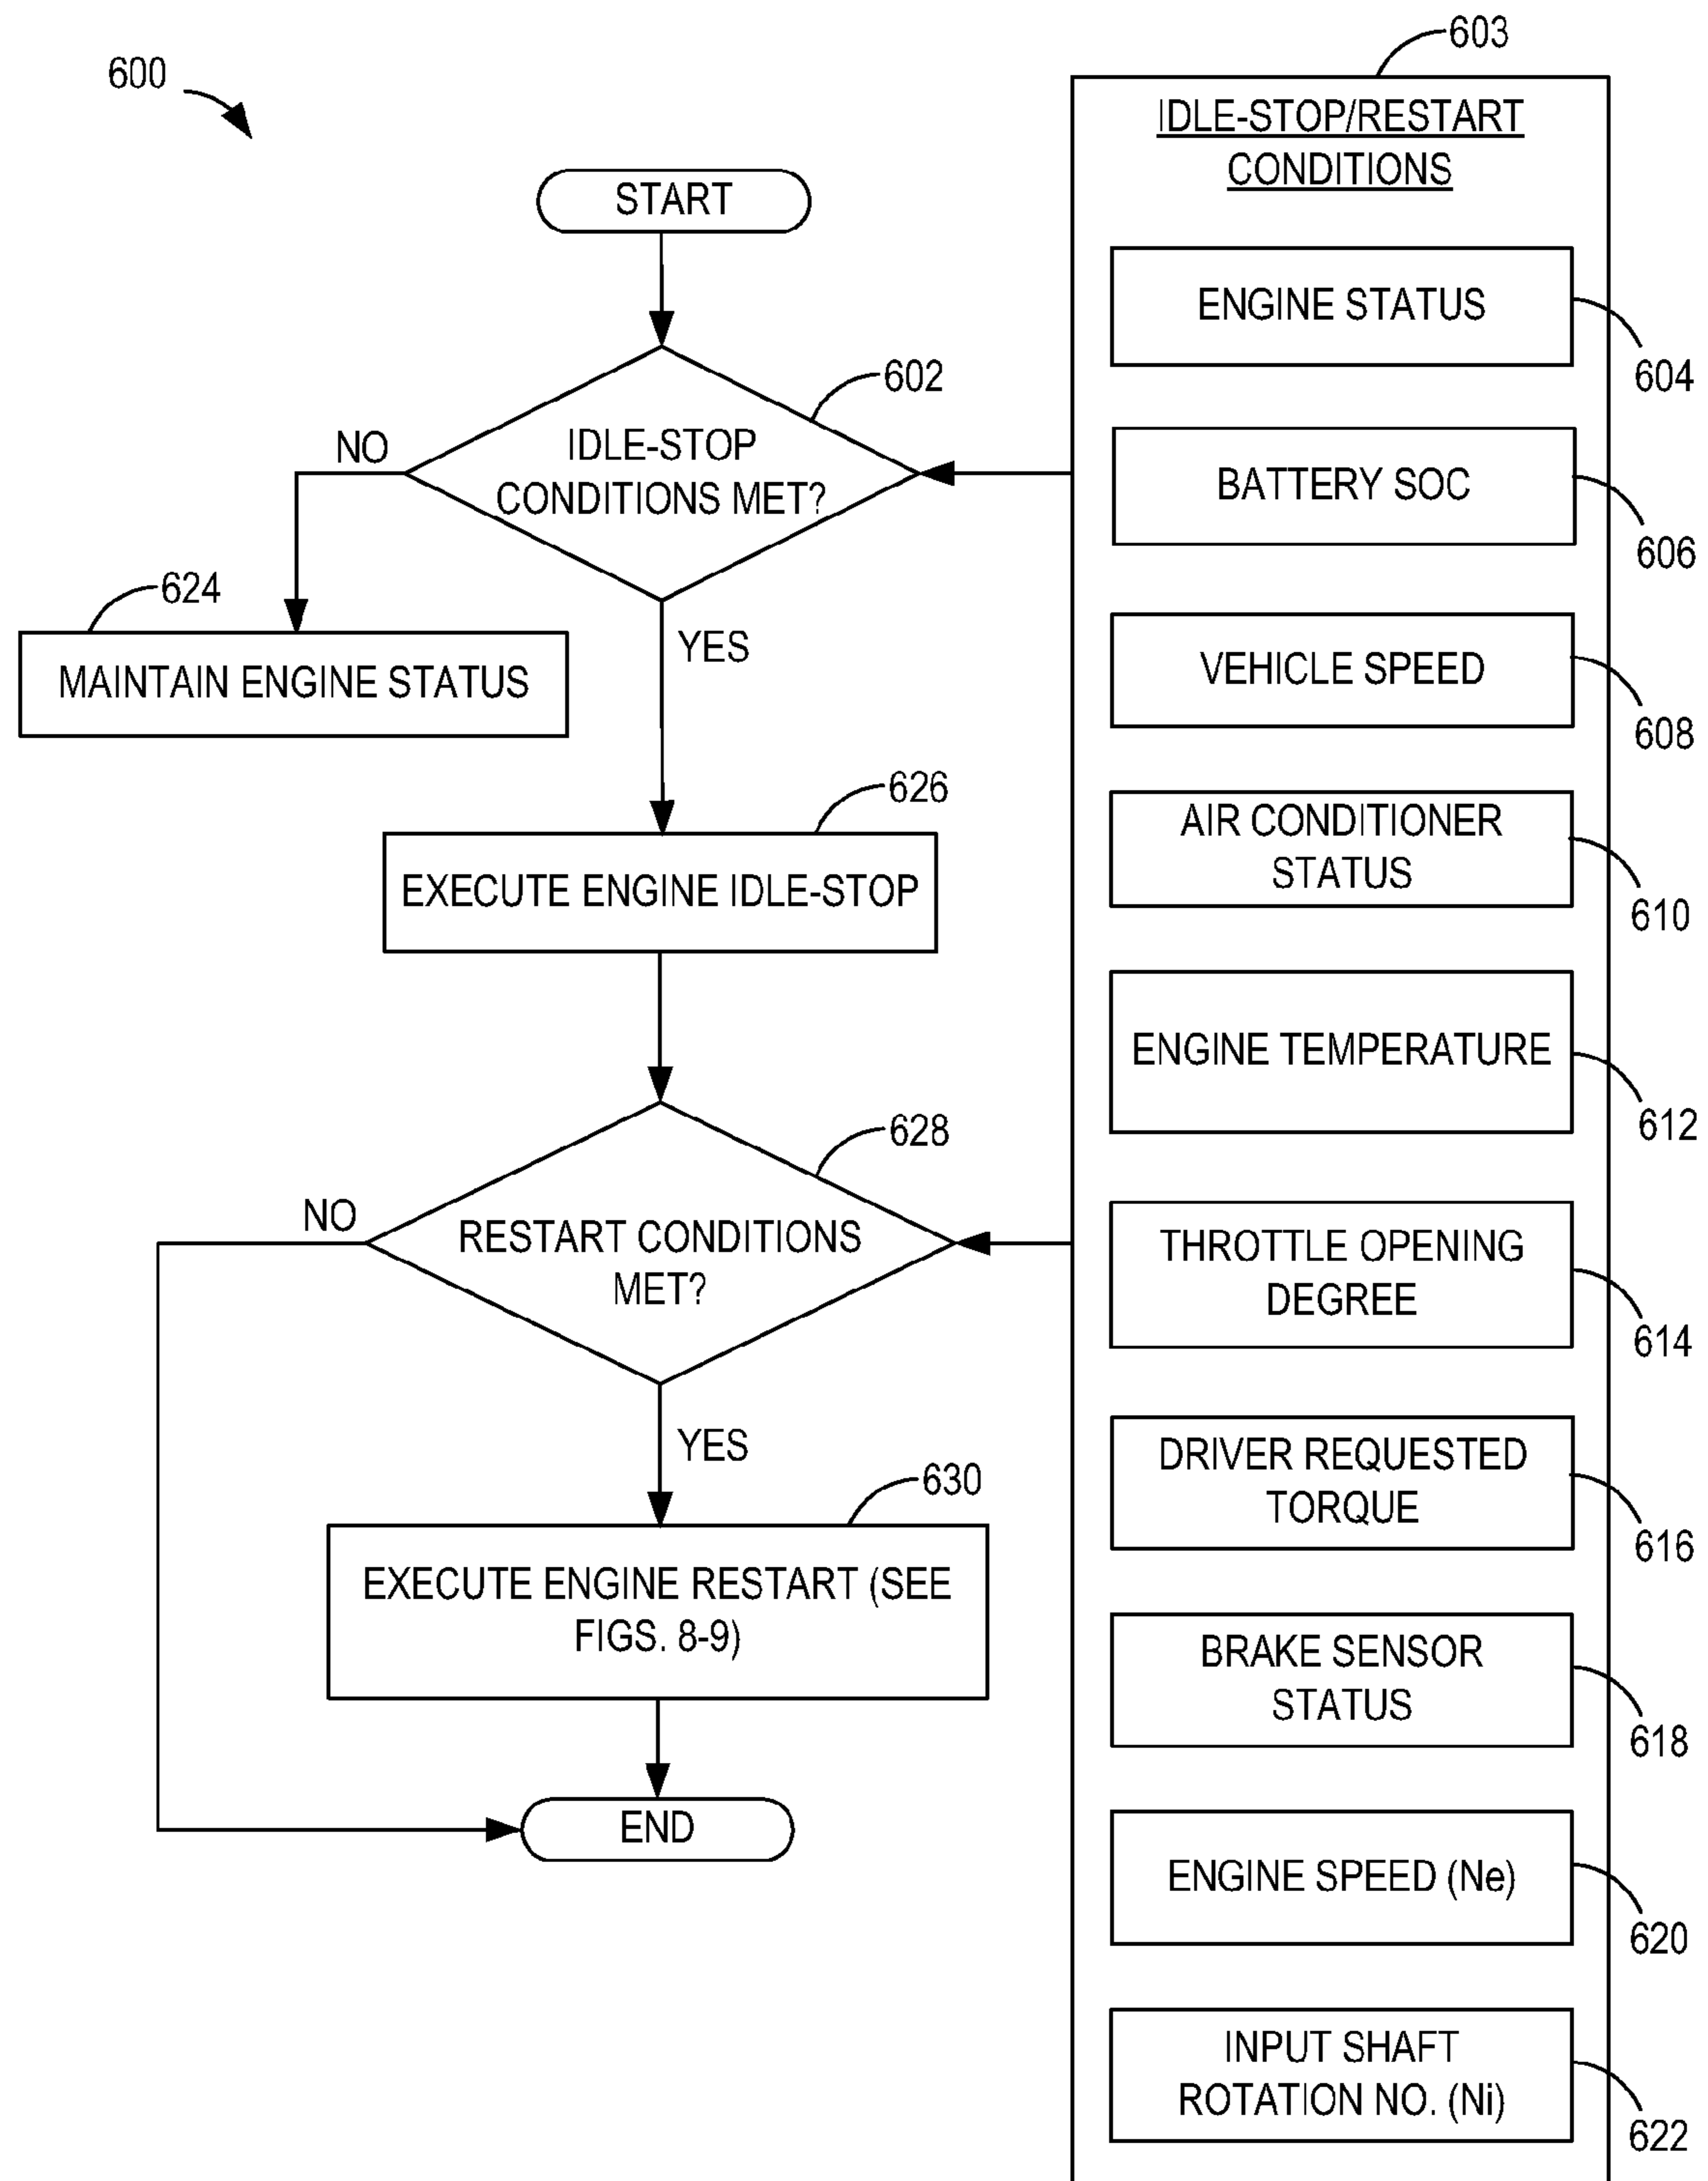 600
603
IDLE-STOP/RESTART
CONDITIONS
START
ENGINE STATUS
604
602
IDLE-STOP
CONDITIONS MET?
NO
YES
BATTERY SOC
606
624
MAINTAIN ENGINE STATUS
VEHICLE SPEED
608
626
EXECUTE ENGINE IDLE-STOP
AIR CONDITIONER
STATUS
610
ENGINE TEMPERATURE
612
628
RESTART CONDITIONS
MET?
NO
YES
THROTTLE OPENING
DEGREE
614
DRIVER REQUESTED
TORQUE
616
630
EXECUTE ENGINE RESTART (SEE
FIGS. 8-9)
BRAKE SENSOR
STATUS
618
END
ENGINE SPEED (Ne)
620
INPUT SHAFT
ROTATION NO. (Ni)
622